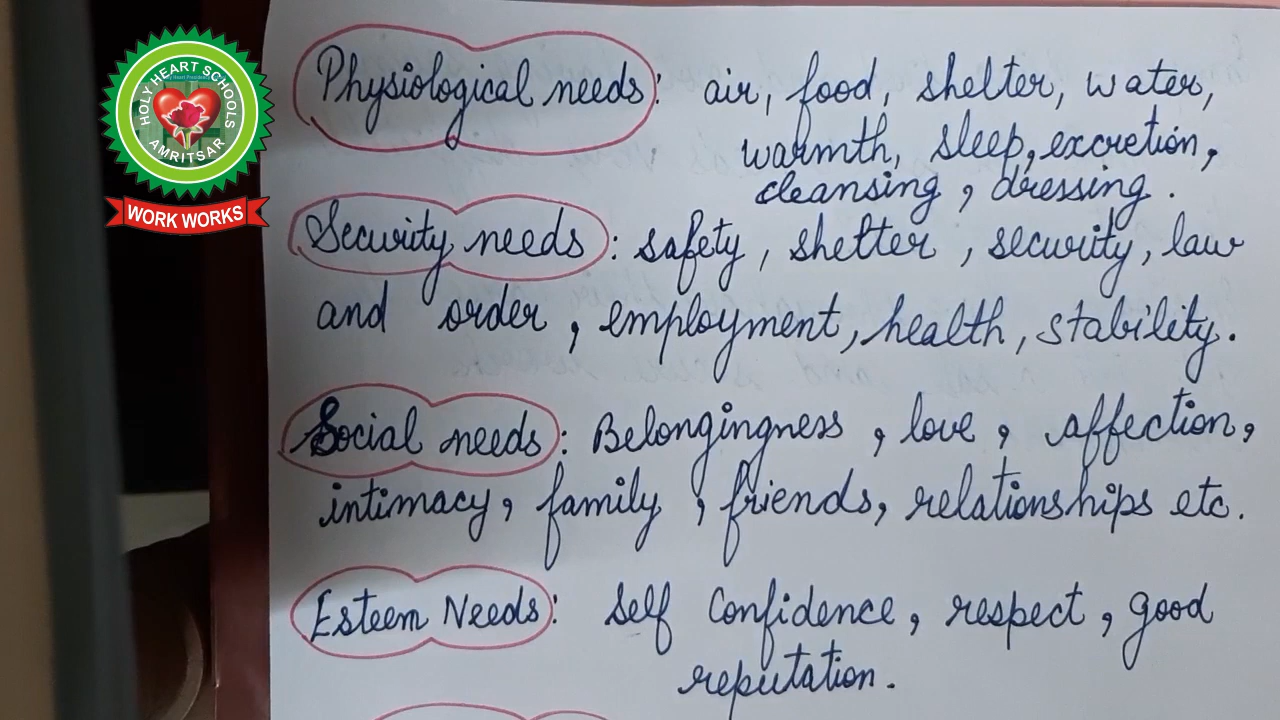 HOLY HEART SCHOOLS
AMRITSAR
WORK WORKS
Physiological needs: air, food, shelter, water,
warmth, sleep, excretion,
cleansing, dressing.
Security needs: safety, shelter, security, law
and order, employment, health, stability.
Social needs: Belongingness, love, affection,
intimacy, family, friends, relationships etc.
Esteem Needs: Self Confidence, respect, good
reputation.